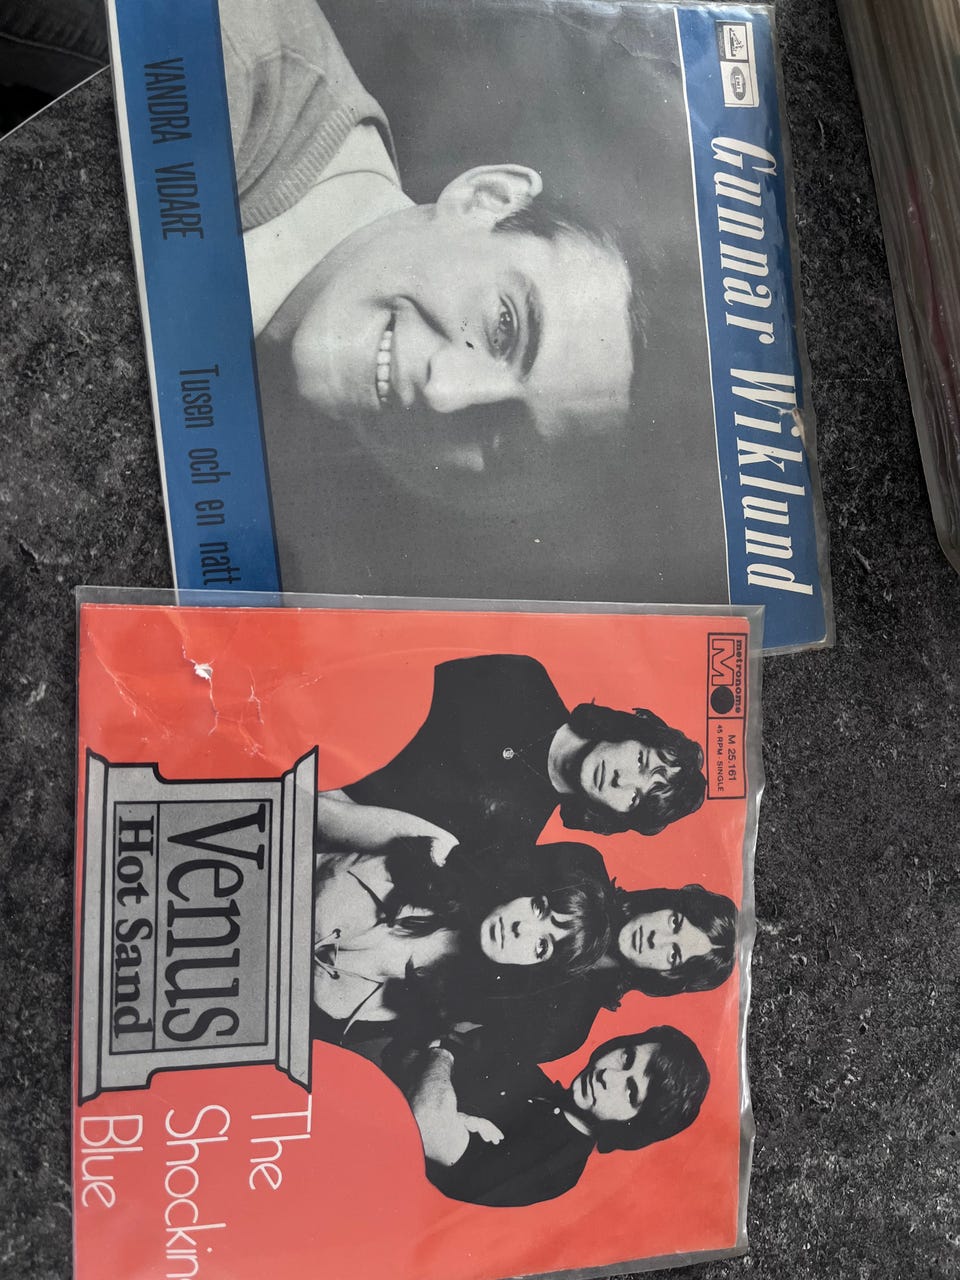 Gunnar Wiklund
EMI
VANDRA VIDARE Tusen och en natt
metronome
M 25.161
45 RPM · SINGLE
Venus
Hot Sand
The
Shockin
Blue